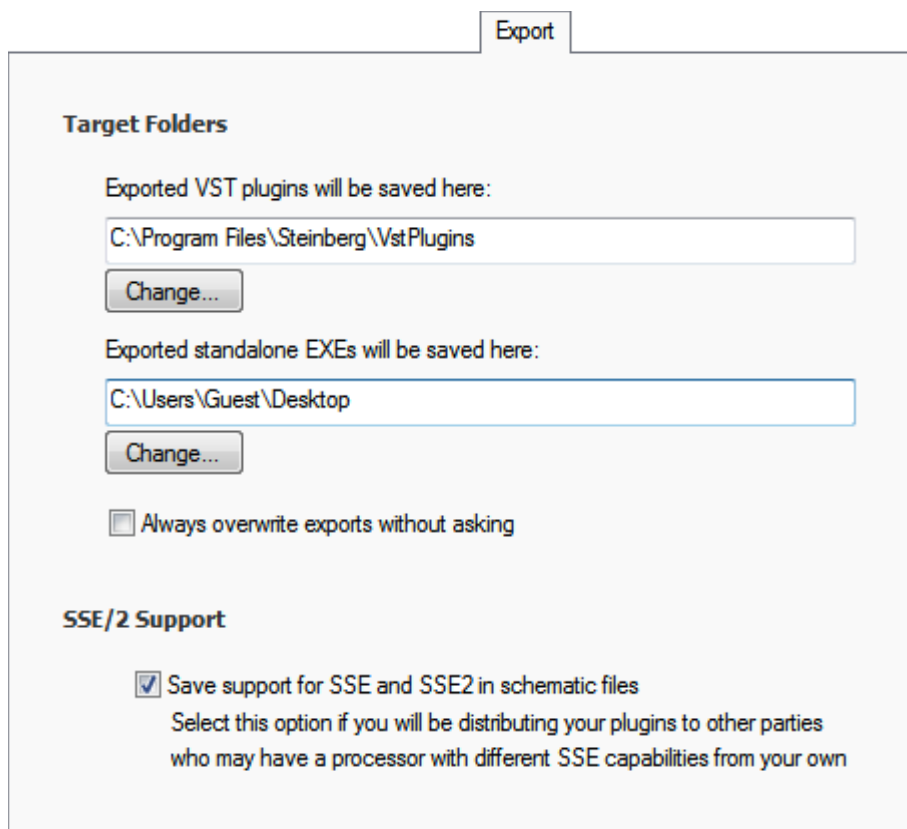 Export
Target Folders
Exported VST plugins will be saved here:
C:\Program Files\Steinberg\VstPlugins
Change...
Exported standalone EXEs will be saved here:
C:\Users\Guest\Desktop
Change...
Always overwrite exports without asking
SSE/2 Support
Save support for SSE and SSE2 in schematic files
Select this option if you will be distributing your plugins to other parties
who may have a processor with different SSE capabilities from your own